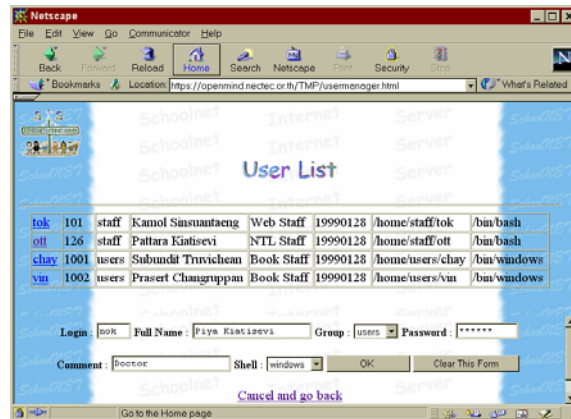 Netscape
File Edit View Go Communicator Help
Back Forward Reload Home Search Netscape Print Security Stop
Bookmarks Location: https://openmind.nectec.or.th/TMP/usermanager.html What's Related
Schoolnet Internet Server
User List
tok 101 staff Kamol Sinsuantaeng Web Staff 19990128 /home/staff/tok /bin/bash
ott 126 staff Pattara Kiatisevi NTL Staff 19990128 /home/staff/ott /bin/bash
chay 1001 users Subundit Truvichean Book Staff 19990128 /home/users/chay /bin/windows
vin 1002 users Prasert Changruppan Book Staff 19990128 /home/users/vin /bin/windows
Login : nok Full Name : Piya Kiatisevi Group : users Password : ******
Comment : Doctor Shell : windows OK Clear This Form
Cancel and go back
Go to the Home page